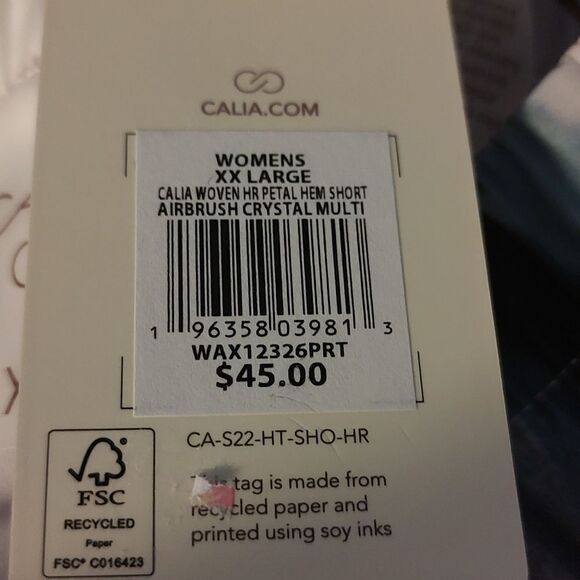 CALIA.COM
WOMENS
XX LARGE
CALIA WOVEN HR PETAL HEM SHORT
AIRBRUSH CRYSTAL MULTI
1 96358 03981 3
WAX12326PRT
$45.00
CA-S22-HT-SHO-HR
This tag is made from
recycled paper and
printed using soy inks
FSC
RECYCLED
Paper
FSC® C016423